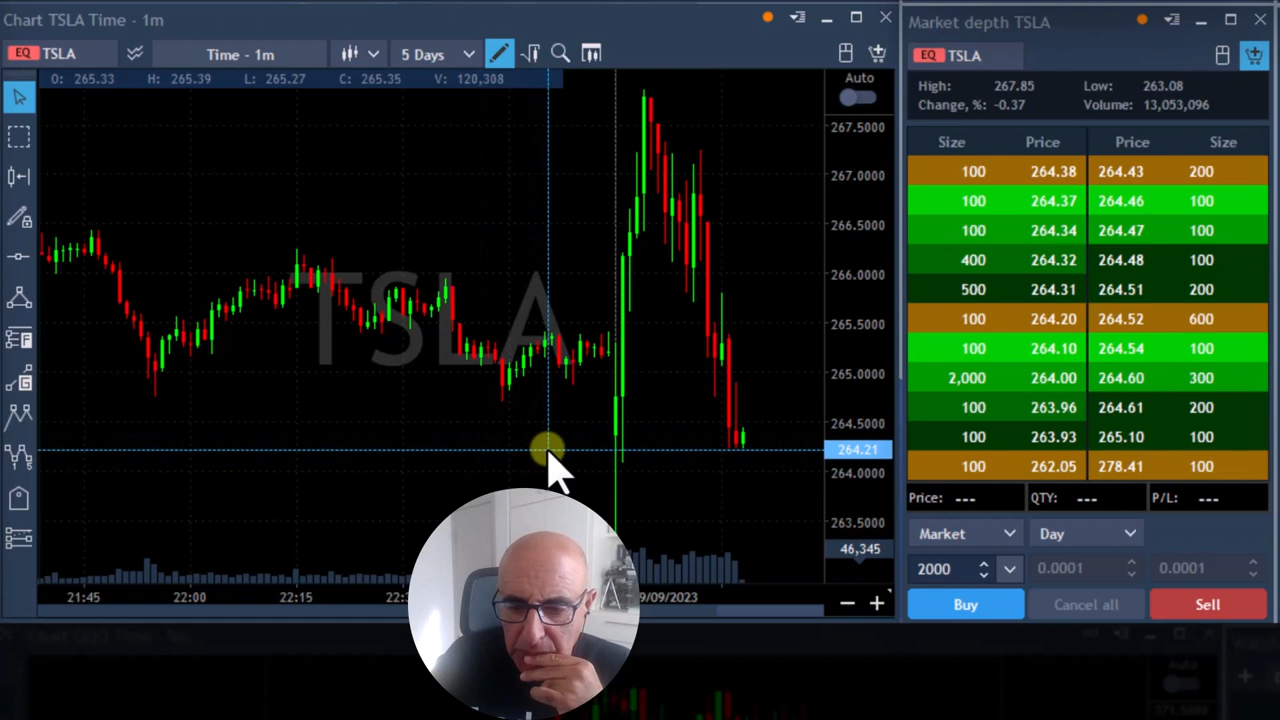 Chart TSLA Time - 1m
EQ TSLA Time - 1m 5 Days
O: 265.33 H: 265.39 L: 265.27 C: 265.35 V: 120,308
Auto
267.5000
267.0000
266.5000
266.0000
265.5000
265.0000
264.5000
264.21
264.0000
263.5000
46,345
TSLA
F
G
21:45 22:00 22:15 9/09/2023
Market depth TSLA
EQ TSLA
High: 267.85 Low: 263.08
Change, %: -0.37 Volume: 13,053,096
Size Price Price Size
100 264.38 264.43 200
100 264.37 264.46 100
100 264.34 264.47 100
400 264.32 264.48 100
500 264.31 264.51 200
100 264.20 264.52 600
100 264.10 264.54 100
2,000 264.00 264.60 300
100 263.96 264.61 200
100 263.93 265.10 100
100 262.05 278.41 100
Price: --- QTY: --- P/L: ---
Market Day
2000 0.0001 0.0001
Buy Cancel all Sell
Chart QQQ Time -
Auto